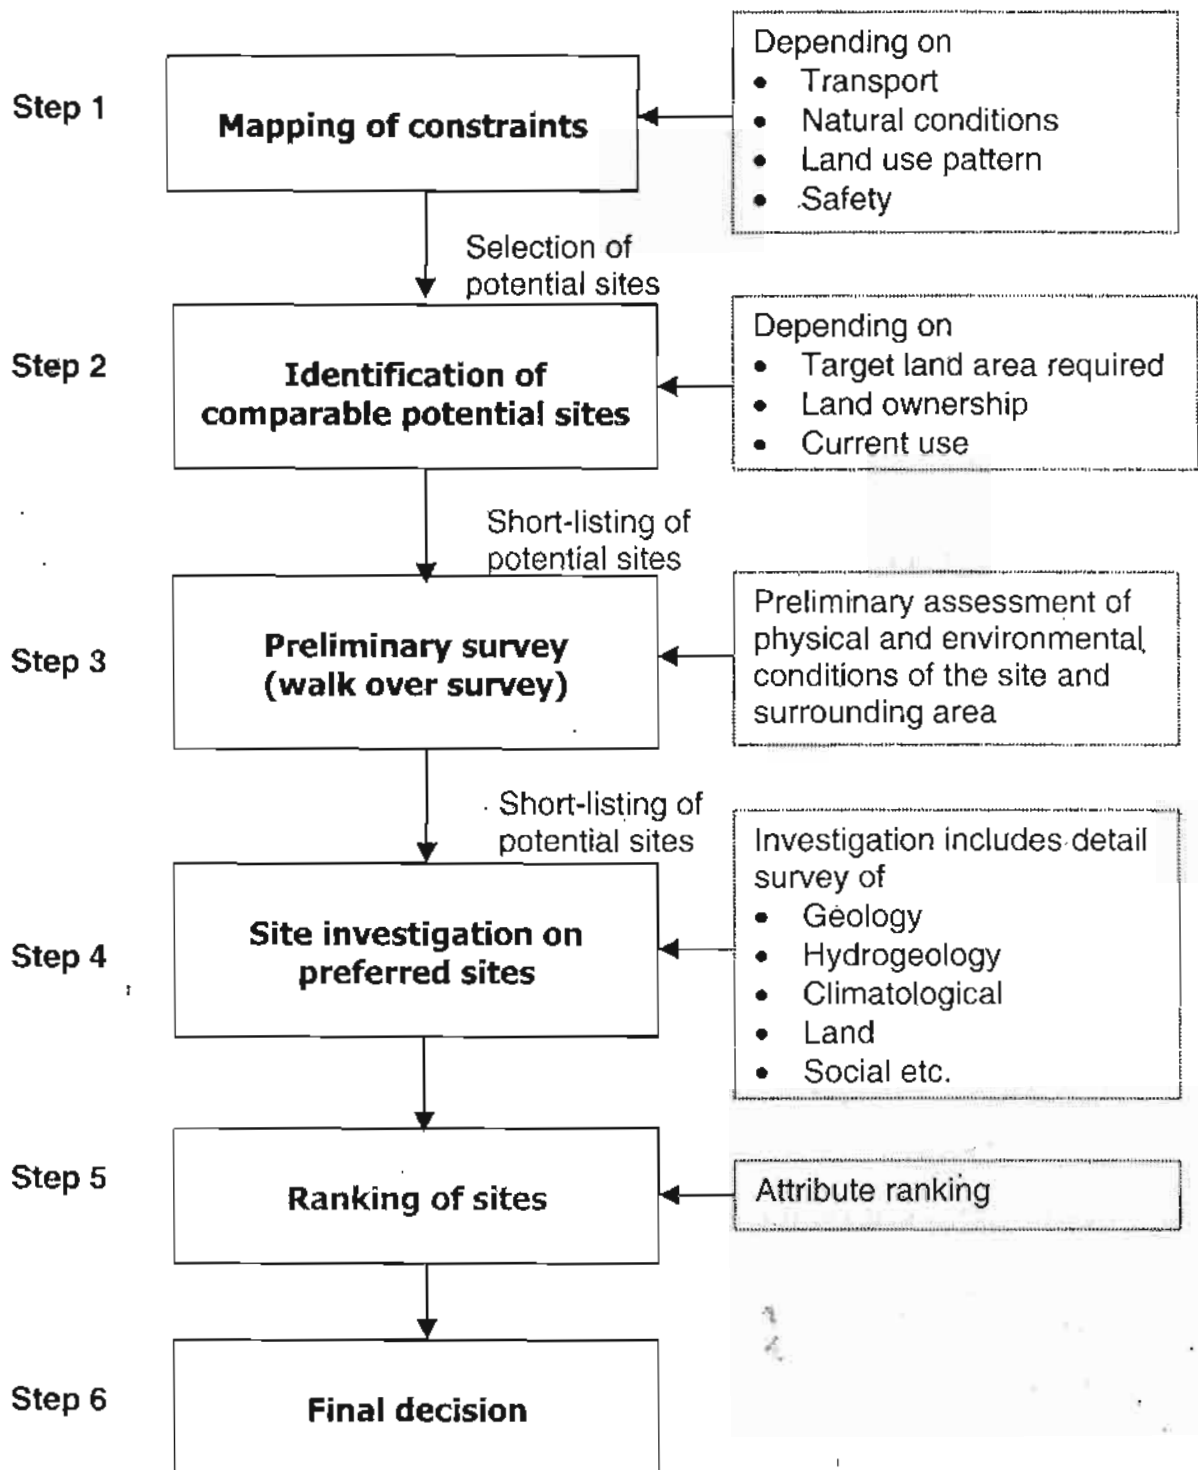 Step 1
Mapping of constraints
Depending on
• Transport
• Natural conditions
• Land use pattern
• Safety
Selection of
potential sites
Step 2
Identification of
comparable potential sites
Depending on
• Target land area required
• Land ownership
• Current use
Short-listing of
potential sites
Step 3
Preliminary survey
(walk over survey)
Preliminary assessment of
physical and environmental
conditions of the site and
surrounding area
Short-listing of
potential sites
Step 4
Site investigation on
preferred sites
Investigation includes detail
survey of
• Geology
• Hydrogeology
• Climatological
• Land
• Social etc.
Step 5
Ranking of sites
Attribute ranking
Step 6
Final decision